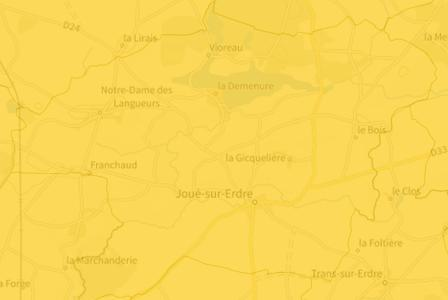 D24
la Lirais
Vioreau
la Me
Notre-Dame des
Langueurs
la Demenure
le Bois
D33
Franchaud
la Gicquelière
Joué-sur-Erdre
le Clos
la Foltière
la Marchanderie
Trans-sur-Erdre
a Forge